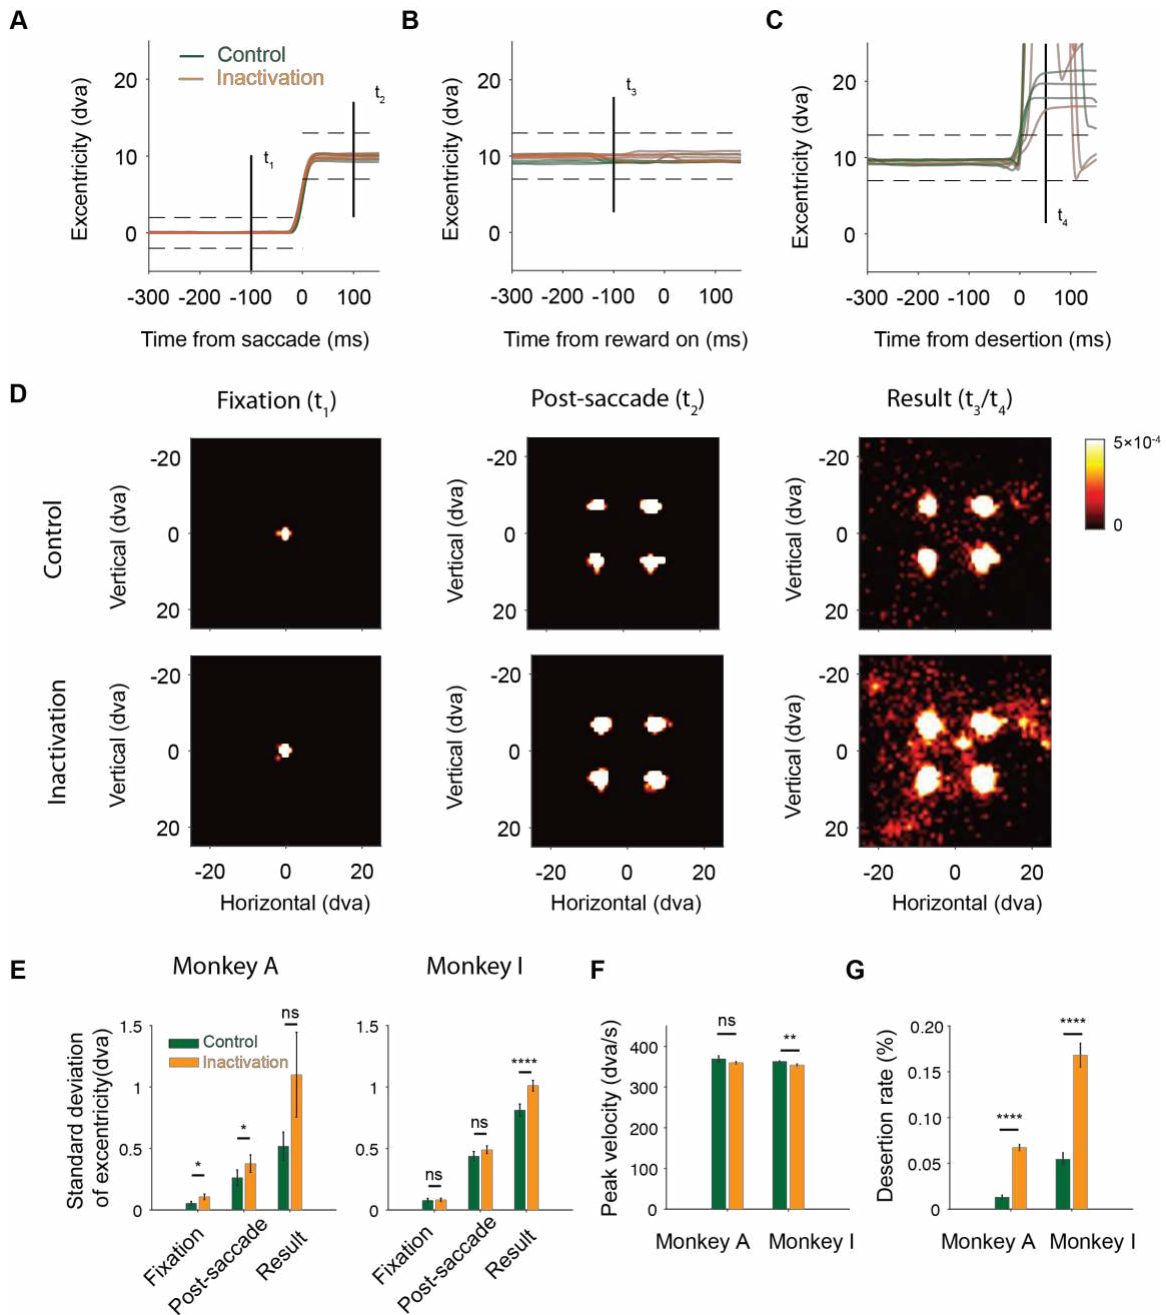 A
B
C
Control
Inactivation
t2
t1
Excentricity (dva)
20
10
0
-300 -200 -100 0 100
Time from saccade (ms)
t3
Excentricity (dva)
20
10
0
-300 -200 -100 0 100
Time from reward on (ms)
t4
Excentricity (dva)
20
10
0
-300 -200 -100 0 100
Time from desertion (ms)
D
Fixation (t1)
Post-saccade (t2)
Result (t3/t4)
5×10-4
0
Control
Vertical (dva)
-20
0
20
Vertical (dva)
-20
0
20
Vertical (dva)
-20
0
20
Inactivation
Vertical (dva)
-20
0
20
-20 0 20
Horizontal (dva)
Vertical (dva)
-20
0
20
-20 0 20
Horizontal (dva)
Vertical (dva)
-20
0
20
-20 0 20
Horizontal (dva)
E
Monkey A
Standard deviation
of excentricity(dva)
1.5
1
0.5
0
Control
Inactivation
*
*
ns
Fixation
Post-saccade
Result
Monkey I
1.5
1
0.5
0
ns
ns
****
Fixation
Post-saccade
Result
F
Peak velocity (dva/s)
400
300
200
100
0
ns
**
Monkey A Monkey I
G
Desertion rate (%)
0.20
0.15
0.10
0.05
0
****
****
Monkey A Monkey I